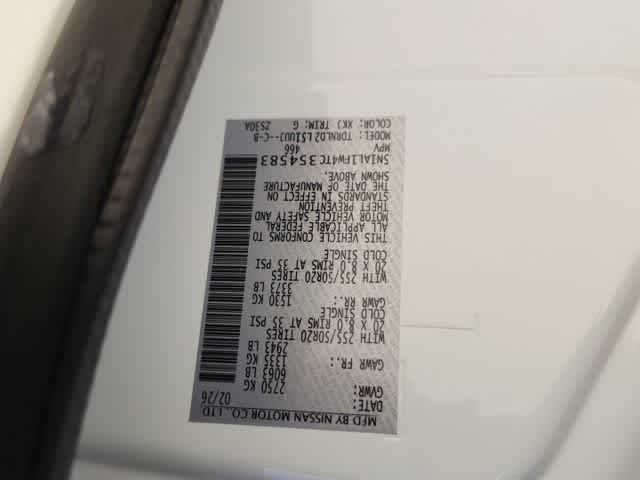 MFD BY NISSAN MOTOR CO., LTD.
DATE: 02/26
GVWR: 2750 KG
6063 LB
GAWR FR.: 1335 KG
2943 LB
WITH 255/50R20 TIRES
20 X 8.0 RIMS AT 35 PSI
COLD SINGLE
GAWR RR.: 1530 KG
3373 LB
WITH 255/50R20 TIRES
20 X 8.0 RIMS AT 35 PSI
COLD SINGLE
THIS VEHICLE CONFORMS TO
ALL APPLICABLE FEDERAL
MOTOR VEHICLE SAFETY AND
THEFT PREVENTION
STANDARDS IN EFFECT ON
THE DATE OF MANUFACTURE
SHOWN ABOVE.
5N1AL1FW4TC354583
MPV 466
MODEL: TDRNLD2 L51UUJ--C-B
COLOR: XKJ TRIM: G
2S30A